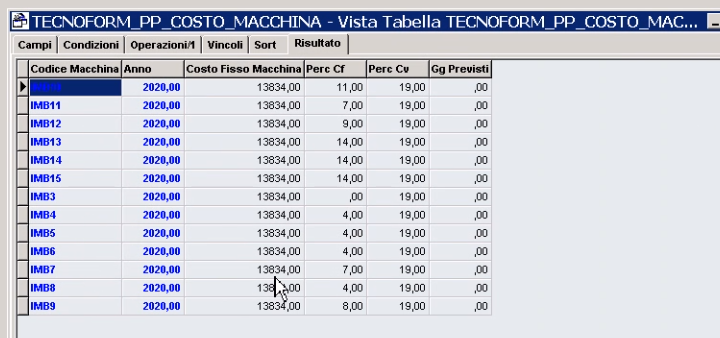 TECNOFORM_PP_COSTO_MACCHINA - Vista Tabella TECNOFORM_PP_COSTO_MAC...
Campi Condizioni Operazioni/1 Vincoli Sort Risultato
Codice Macchina Anno Costo Fisso Macchina Perc Cf Perc Cv Gg Previsti
2020,00 13834,00 11,00 19,00 ,00
IMB11 2020,00 13834,00 7,00 19,00 ,00
IMB12 2020,00 13834,00 9,00 19,00 ,00
IMB13 2020,00 13834,00 14,00 19,00 ,00
IMB14 2020,00 13834,00 14,00 19,00 ,00
IMB15 2020,00 13834,00 14,00 19,00 ,00
IMB3 2020,00 13834,00 ,00 19,00 ,00
IMB4 2020,00 13834,00 4,00 19,00 ,00
IMB5 2020,00 13834,00 4,00 19,00 ,00
IMB6 2020,00 13834,00 4,00 19,00 ,00
IMB7 2020,00 13834,00 7,00 19,00 ,00
IMB8 2020,00 4,00 19,00 ,00
IMB9 2020,00 13834,00 8,00 19,00 ,00